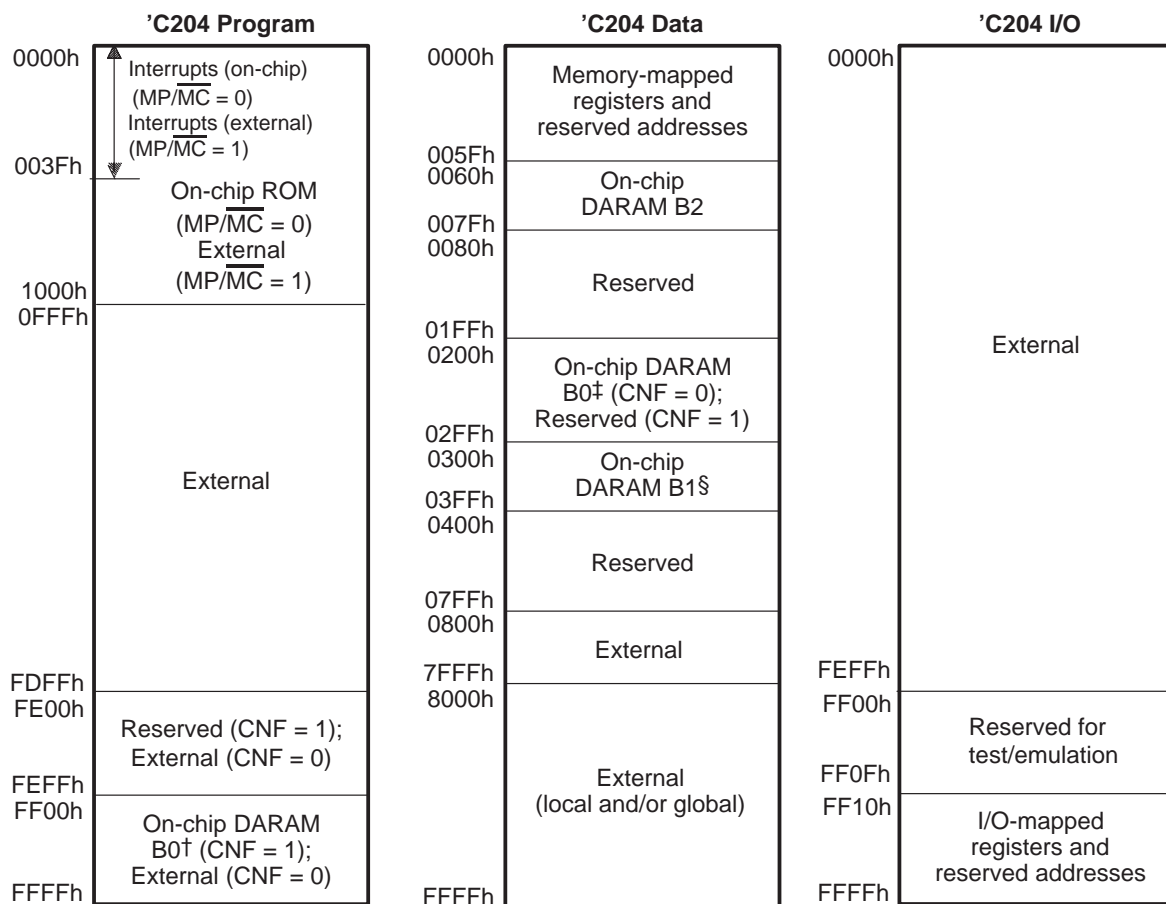 ’C204 Program
0000h
Interrupts (on-chip)
(MP/MC = 0)
Interrupts (external)
(MP/MC = 1)
003Fh
On-chip ROM
(MP/MC = 0)
External
(MP/MC = 1)
1000h
0FFFh
External
FDFFh
FE00h
Reserved (CNF = 1);
External (CNF = 0)
FEFFh
FF00h
On-chip DARAM
B0† (CNF = 1);
External (CNF = 0)
FFFFh
’C204 Data
0000h
Memory-mapped
registers and
reserved addresses
005Fh
0060h
On-chip
DARAM B2
007Fh
0080h
Reserved
01FFh
0200h
On-chip DARAM
B0‡ (CNF = 0);
Reserved (CNF = 1)
02FFh
0300h
On-chip
DARAM B1§
03FFh
0400h
Reserved
07FFh
0800h
External
7FFFh
8000h
External
(local and/or global)
FFFFh
’C204 I/O
0000h
External
FEFFh
FF00h
Reserved for
test/emulation
FF0Fh
FF10h
I/O-mapped
registers and
reserved addresses
FFFFh